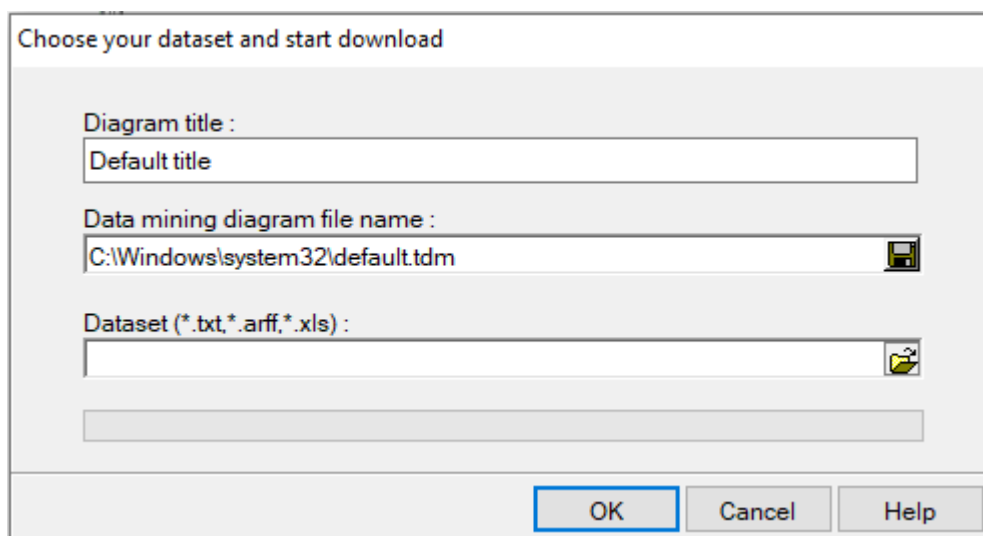 Choose your dataset and start download
Diagram title :
Default title
Data mining diagram file name :
C:\Windows\system32\default.tdm
Dataset (*.txt,*.arff,*.xls) :
OK Cancel Help